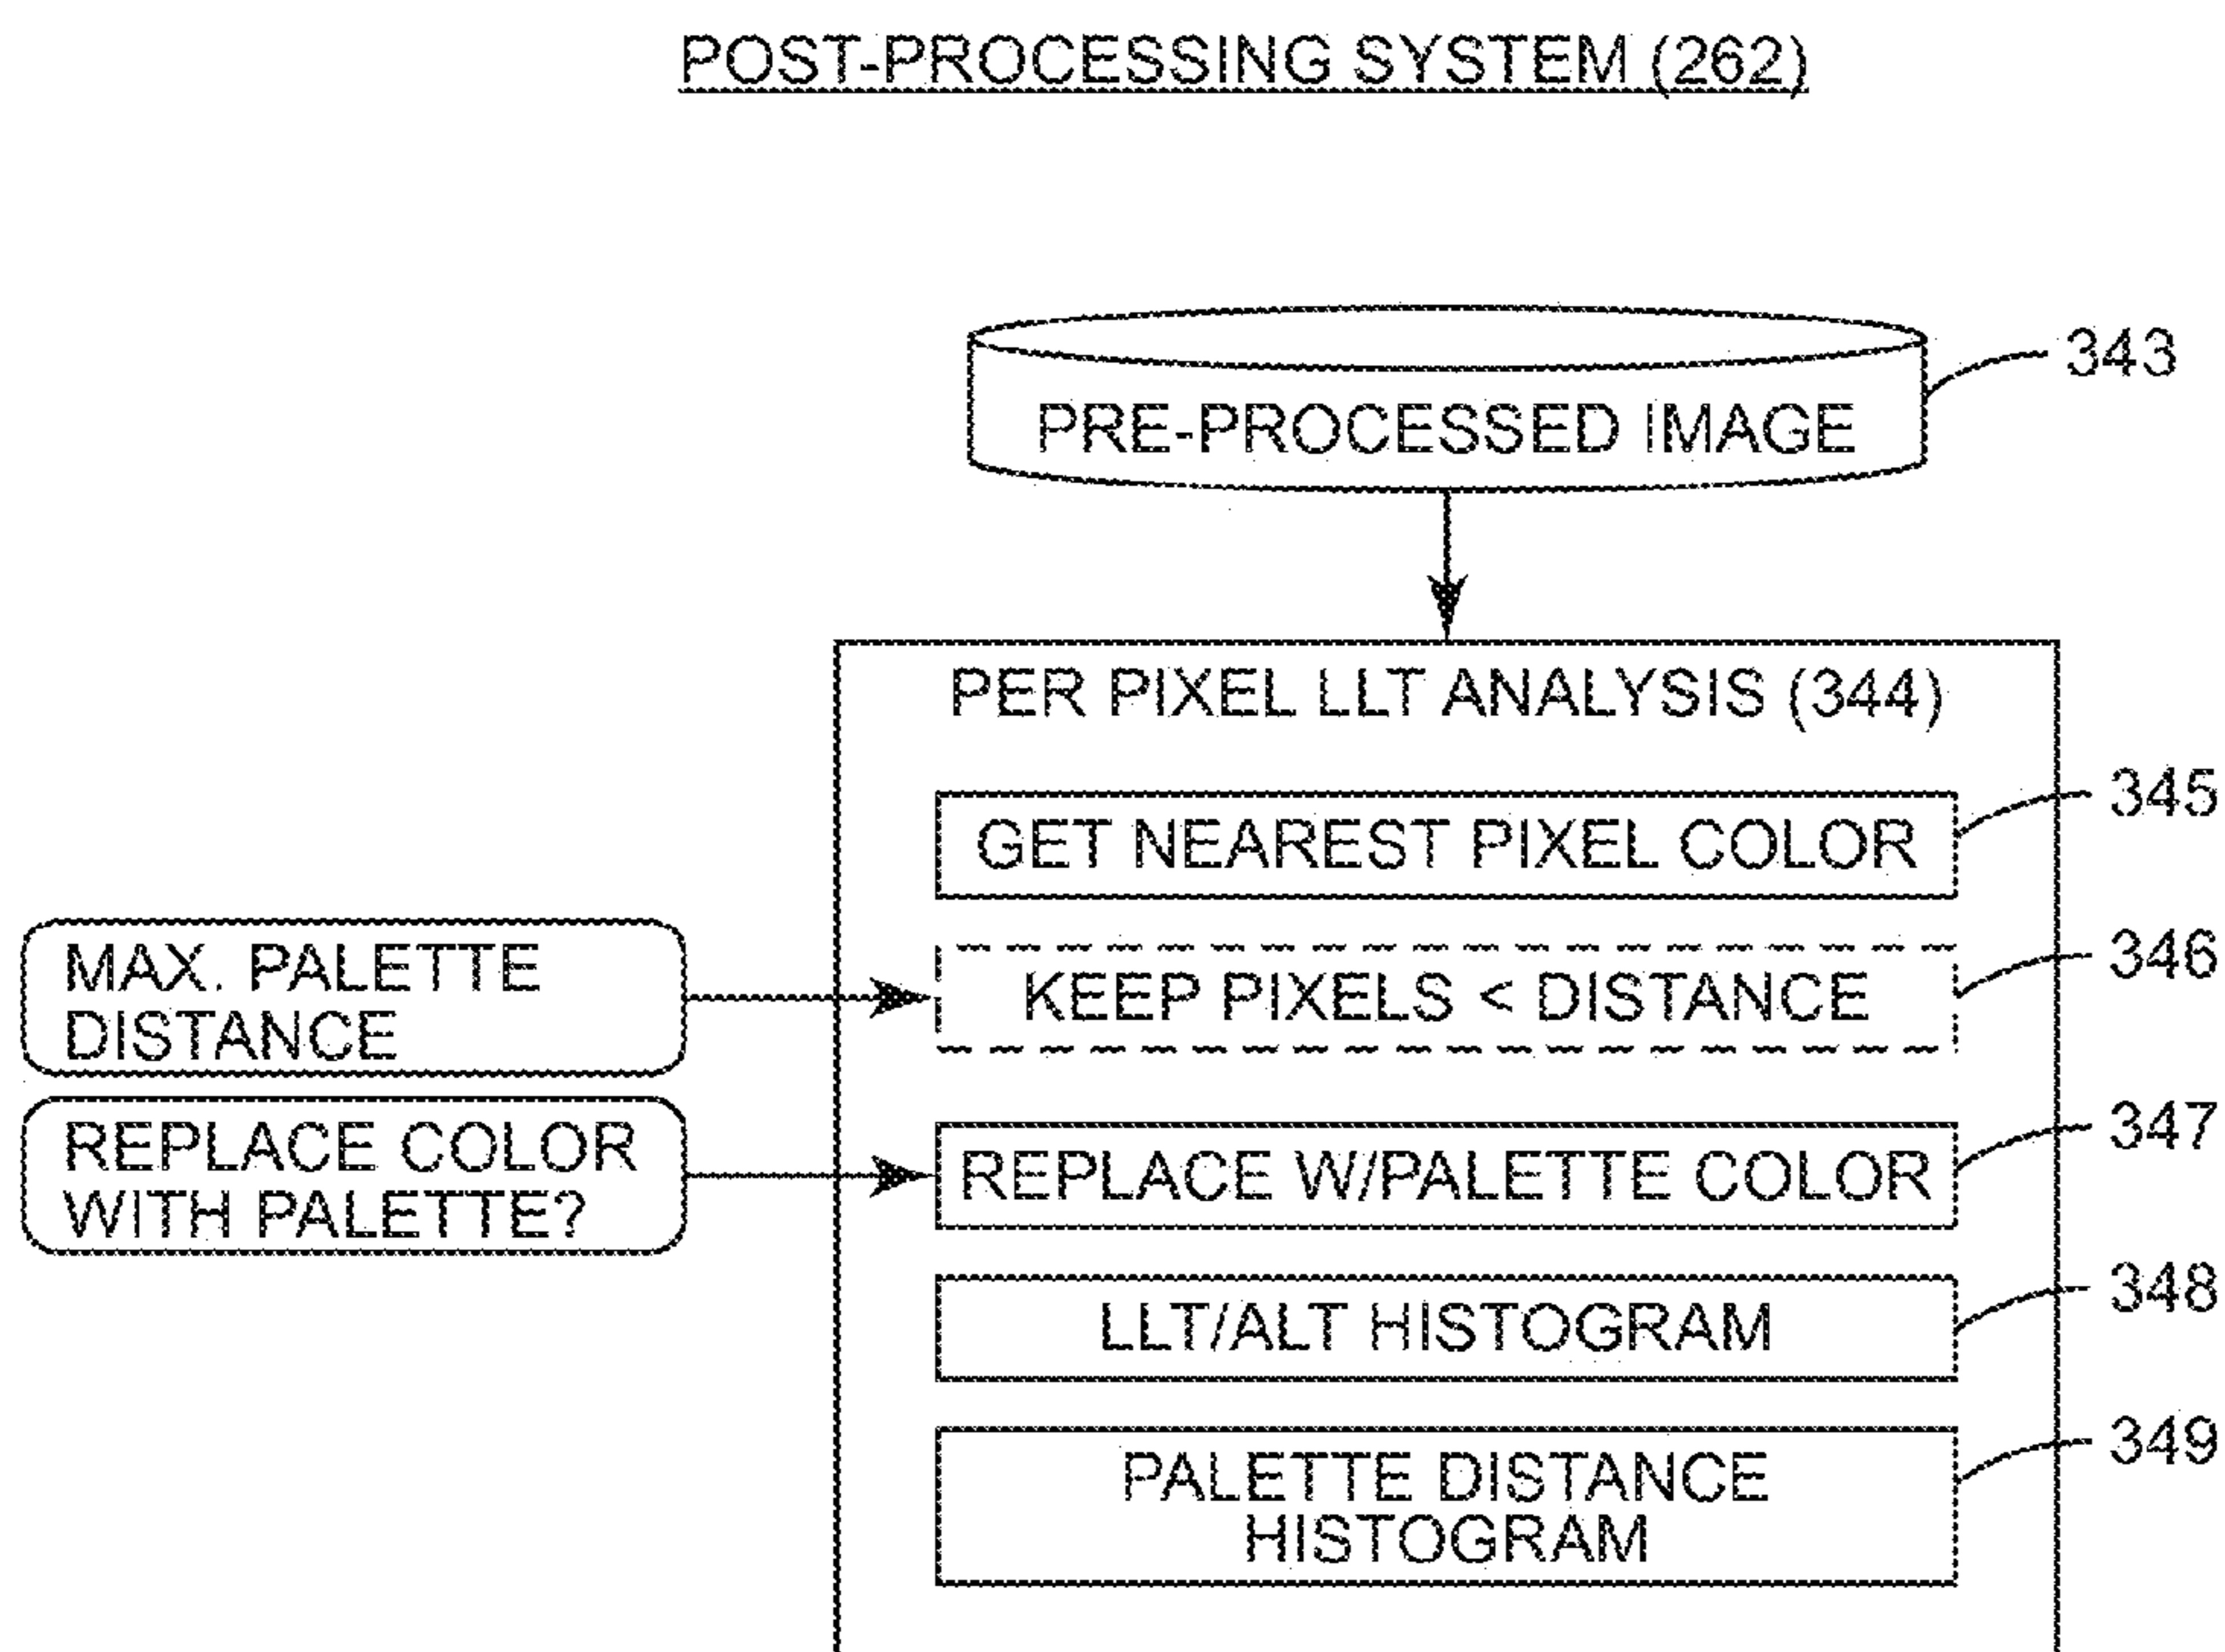 POST-PROCESSING SYSTEM (262)
PRE-PROCESSED IMAGE
343
PER PIXEL LLT ANALYSIS (344)
GET NEAREST PIXEL COLOR
345
MAX. PALETTE
DISTANCE
KEEP PIXELS < DISTANCE
346
REPLACE COLOR
WITH PALETTE?
REPLACE W/PALETTE COLOR
347
LLT/ALT HISTOGRAM
348
PALETTE DISTANCE
HISTOGRAM
349